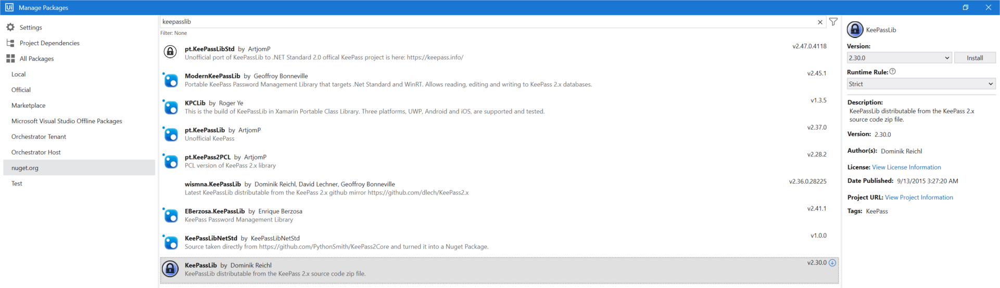 Ui Manage Packages
Settings
Project Dependencies
All Packages
Local
Official
Marketplace
Microsoft Visual Studio Offline Packages
Orchestrator Tenant
Orchestrator Host
nuget.org
Test
keepasslib
Filter: None
pt.KeePassLibStd by ArtjomP v2.47.0.4118
Unofficial port of KeePassLib to .NET Standard 2.0 offical KeePass project is here: https://keepass.info/
ModernKeePassLib by Geoffroy Bonneville v2.45.1
Portable KeePass Password Management Library that targets .Net Standard and WinRT. Allows reading, editing and writing to KeePass 2.x databases.
KPCLib by Roger Ye v1.3.5
This is the build of KeePassLib in Xamarin Portable Class Library. Three platforms, UWP, Android and iOS, are supported and tested.
pt.KeePassLib by ArtjomP v2.37.0
Unofficial KeePass
pt.KeePass2PCL by ArtjomP v2.28.2
PCL version of KeePass 2.x library
wismna.KeePassLib by Dominik Reichl, David Lechner, Geoffroy Bonneville v2.36.0.28225
Latest KeePassLib distributable from the KeePass 2.x github mirror https://github.com/dlech/KeePass2.x
EBerzosa.KeePassLib by Enrique Berzosa v2.41.1
KeePass Password Management Library
KeePassLibNetStd by KeePassLibNetStd v1.0.0
Source taken directly from https://github.com/PythonSmith/KeePass2Core and turned it into a Nuget Package.
KeePassLib by Dominik Reichl v2.30.0
KeePassLib distributable from the KeePass 2.x source code zip file.
KeePassLib
Version:
2.30.0 Install
Runtime Rule: ?
Strict
Description:
KeePassLib distributable from the KeePass 2.x
source code zip file.
Version: 2.30.0
Author(s): Dominik Reichl
License: View License Information
Date Published: 9/13/2015 3:27:20 AM
Project URL: View Project Information
Tags: KeePass